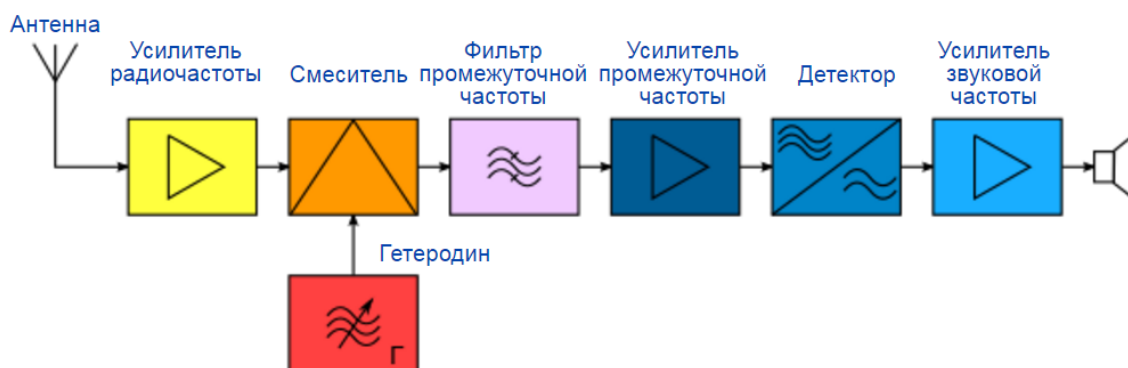 Антенна
Усилитель
радиочастоты
Смеситель
Фильтр
промежуточной
частоты
Усилитель
промежуточной
частоты
Детектор
Усилитель
звуковой
частоты
Гетеродин
Г